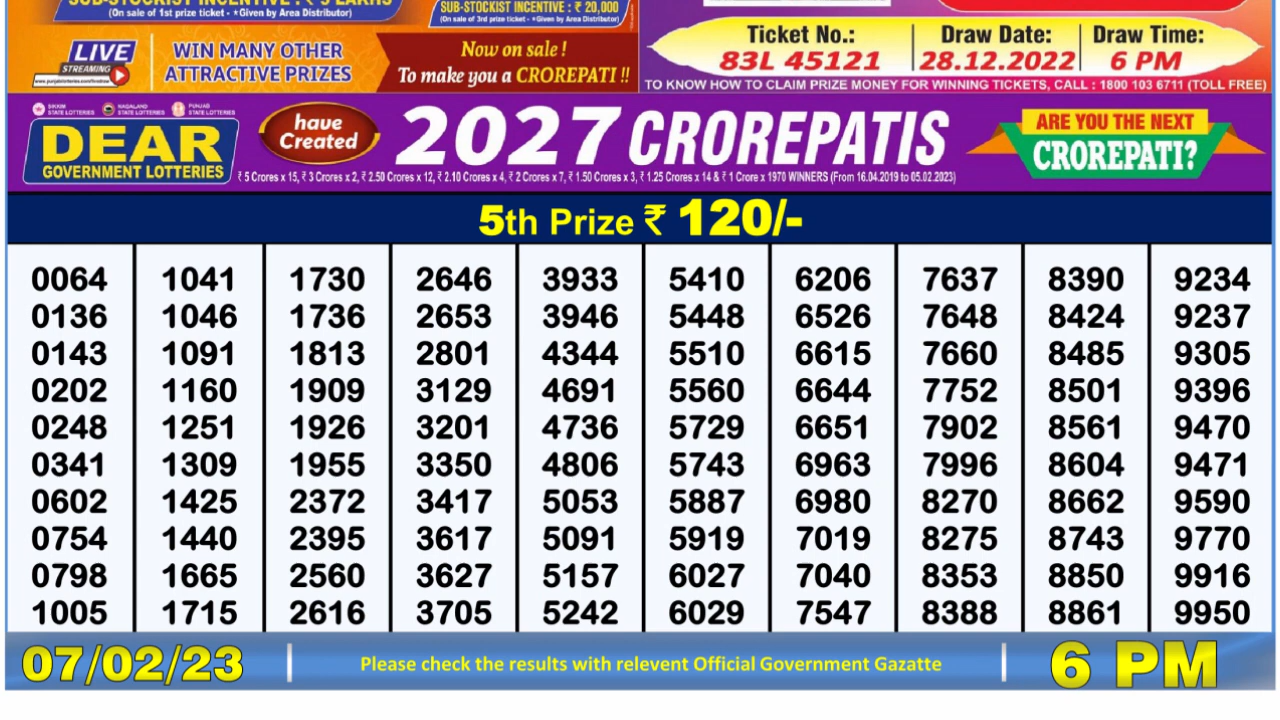 SUB-STOCKIST INCENTIVE : ₹ 5 LAKHS
(On sale of 1st prize ticket - *Given by Area Distributor)
SUB-STOCKIST INCENTIVE : ₹ 20,000
(On sale of 3rd prize ticket - *Given by Area Distributor)
LIVE
STREAMING
WIN MANY OTHER
ATTRACTIVE PRIZES
Now on sale !
To make you a CROREPATI !!
Ticket No.: Draw Date: Draw Time:
83L 45121 28.12.2022 6 PM
TO KNOW HOW TO CLAIM PRIZE MONEY FOR WINNING TICKETS, CALL : 1800 103 6711 (TOLL FREE)
SIKKIM STATE LOTTERIES NAGALAND STATE LOTTERIES PUNJAB STATE LOTTERIES
DEAR
GOVERNMENT LOTTERIES
have
Created
2027 CROREPATIS
ARE YOU THE NEXT
CROREPATI?
₹ 5 Crores x 15, ₹ 3 Crores x 2, ₹ 2.50 Crores x 12, ₹ 2.10 Crores x 4, ₹ 2 Crores x 7, ₹ 1.50 Crores x 3, ₹ 1.25 Crores x 14 & ₹ 1 Crore x 1970 WINNERS (From 16.04.2019 to 05.02.2023)
5th Prize ₹ 120/-
0064 1041 1730 2646 3933 5410 6206 7637 8390 9234
0136 1046 1736 2653 3946 5448 6526 7648 8424 9237
0143 1091 1813 2801 4344 5510 6615 7660 8485 9305
0202 1160 1909 3129 4691 5560 6644 7752 8501 9396
0248 1251 1926 3201 4736 5729 6651 7902 8561 9470
0341 1309 1955 3350 4806 5743 6963 7996 8604 9471
0602 1425 2372 3417 5053 5887 6980 8270 8662 9590
0754 1440 2395 3617 5091 5919 7019 8275 8743 9770
0798 1665 2560 3627 5157 6027 7040 8353 8850 9916
1005 1715 2616 3705 5242 6029 7547 8388 8861 9950
07/02/23 Please check the results with relevent Official Government Gazatte 6 PM